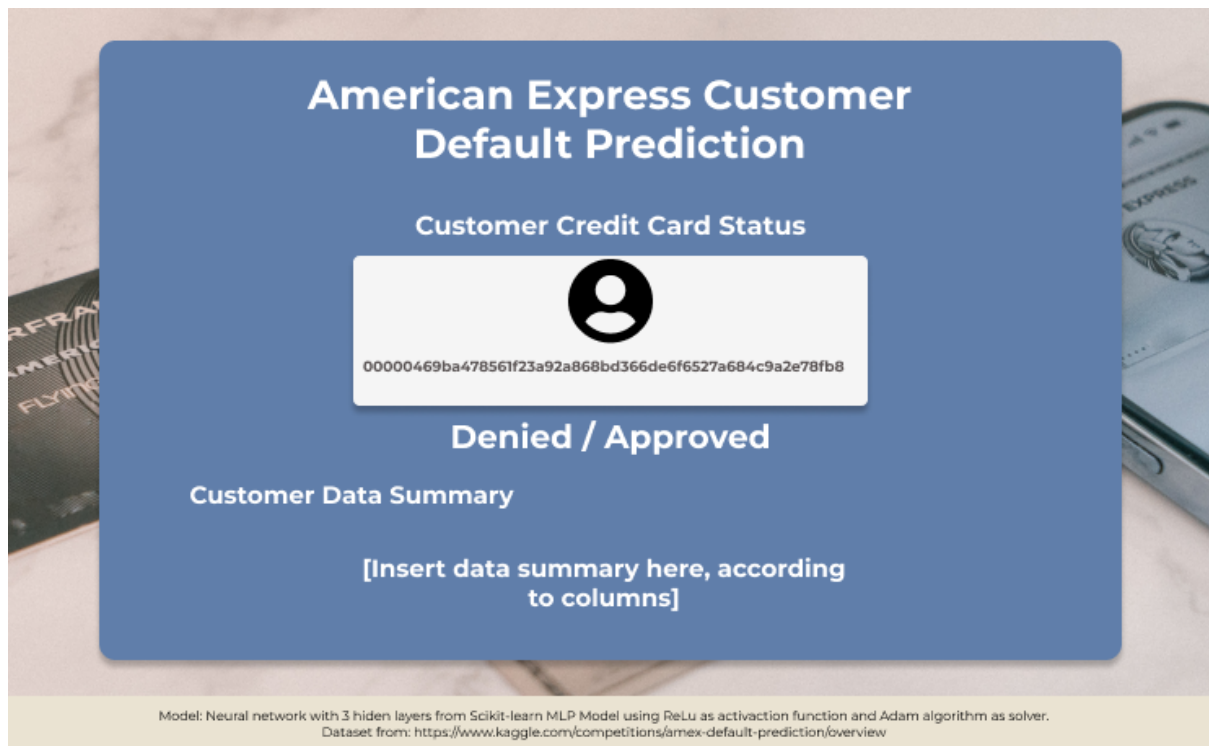 American Express Customer
Default Prediction
Customer Credit Card Status
00000469ba478561f23a92a868bd366de6f6527a684c9a2e78fb8
Denied / Approved
Customer Data Summary
[Insert data summary here, according
to columns]
EXPRESS
FLYING
Model: Neural network with 3 hiden layers from Scikit-learn MLP Model using ReLu as activaction function and Adam algorithm as solver.
Dataset from: https://www.kaggle.com/competitions/amex-default-prediction/overview